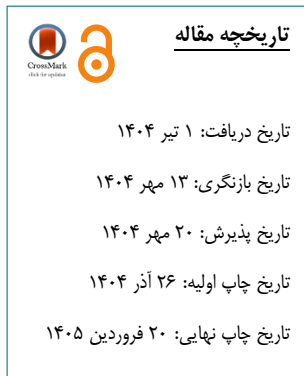 تاریخچه مقاله
CrossMark
click for updates
تاریخ دریافت: ۱ تیر ۱۴۰۴
تاریخ بازنگری: ۱۳ مهر ۱۴۰۴
تاریخ پذیرش: ۲۰ مهر ۱۴۰۴
تاریخ چاپ اولیه: ۲۶ آذر ۱۴۰۴
تاریخ چاپ نهایی: ۲۰ فروردین ۱۴۰۵